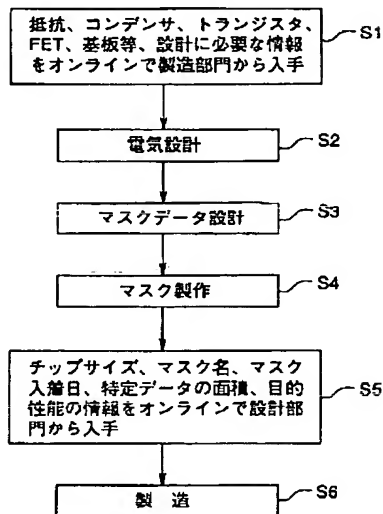 抵抗、コンデンサ、トランジスタ、
FET、基板等、設計に必要な情報
をオンラインで製造部門から入手
S1
電気設計
S2
マスクデータ設計
S3
マスク製作
S4
チップサイズ、マスク名、マスク
入着日、特定データの面積、目的
性能の情報をオンラインで設計部
門から入手
S5
製 造
S6